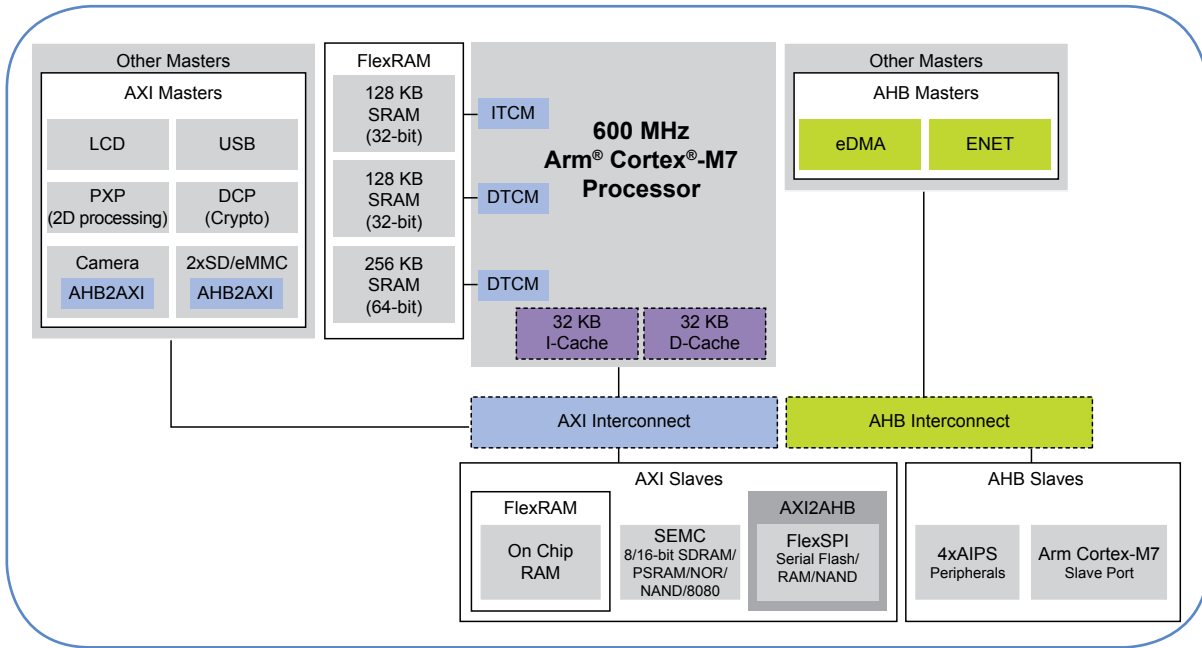 Other Masters
AXI Masters
LCD
USB
PXP
(2D processing)
DCP
(Crypto)
Camera
AHB2AXI
2xSD/eMMC
AHB2AXI
FlexRAM
128 KB
SRAM
(32-bit)
128 KB
SRAM
(32-bit)
256 KB
SRAM
(64-bit)
ITCM
DTCM
DTCM
600 MHz
Arm® Cortex®-M7
Processor
32 KB
I-Cache
32 KB
D-Cache
Other Masters
AHB Masters
eDMA
ENET
AXI Interconnect
AHB Interconnect
AXI Slaves
FlexRAM
On Chip
RAM
SEMC
8/16-bit SDRAM/
PSRAM/NOR/
NAND/8080
AXI2AHB
FlexSPI
Serial Flash/
RAM/NAND
AHB Slaves
4xAIPS
Peripherals
Arm Cortex-M7
Slave Port